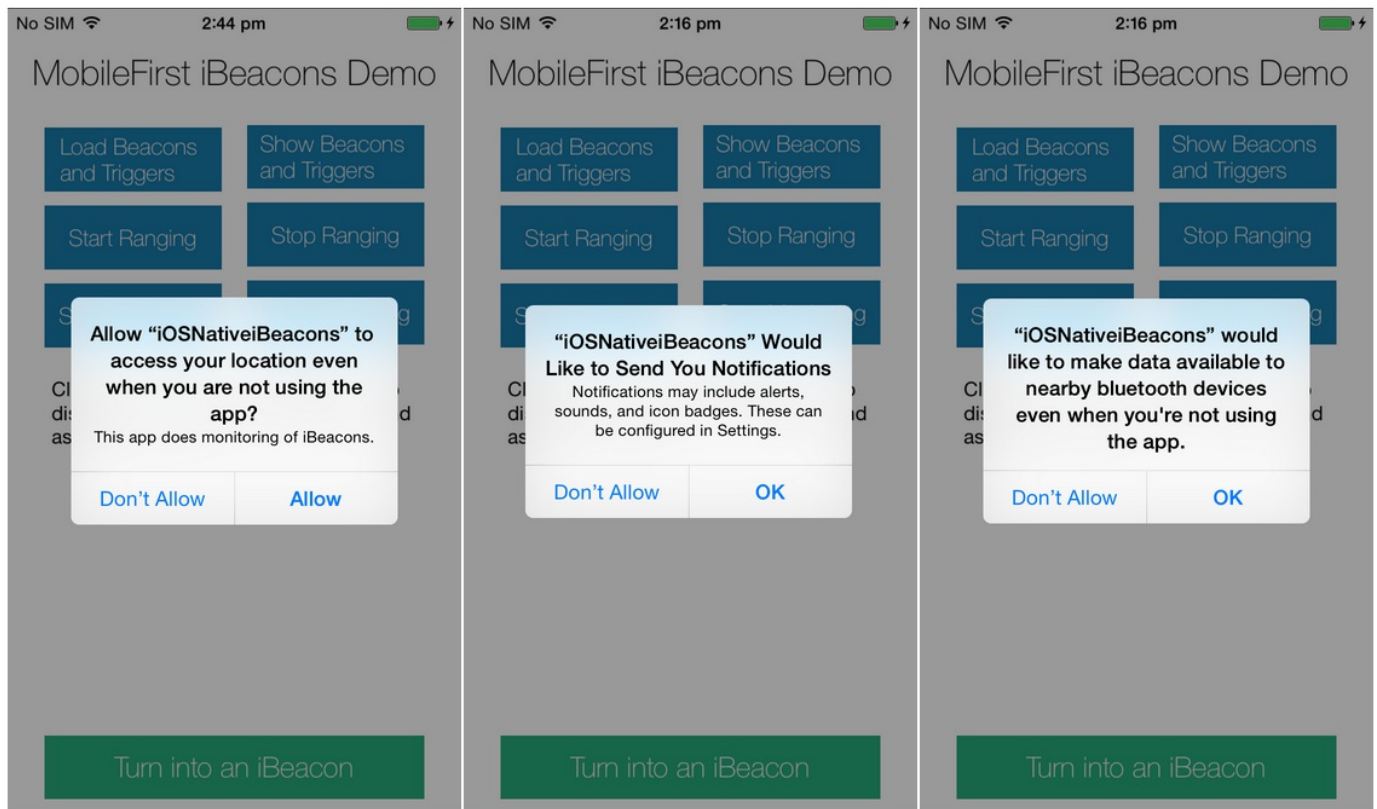 No SIM 2:44 pm
MobileFirst iBeacons Demo
Load Beacons
and Triggers
Show Beacons
and Triggers
Start Ranging
Stop Ranging
S
Allow “iOSNativeiBeacons” to
access your location even
when you are not using the
app?
This app does monitoring of iBeacons.
Don’t Allow
Allow
Turn into an iBeacon
No SIM 2:16 pm
MobileFirst iBeacons Demo
Load Beacons
and Triggers
Show Beacons
and Triggers
Start Ranging
Stop Ranging
“iOSNativeiBeacons” Would
Like to Send You Notifications
Notifications may include alerts,
sounds, and icon badges. These can
be configured in Settings.
Don’t Allow
OK
Turn into an iBeacon
No SIM 2:16 pm
MobileFirst iBeacons Demo
Load Beacons
and Triggers
Show Beacons
and Triggers
Start Ranging
Stop Ranging
“iOSNativeiBeacons” would
like to make data available to
nearby bluetooth devices
even when you're not using
the app.
Don’t Allow
OK
Turn into an iBeacon